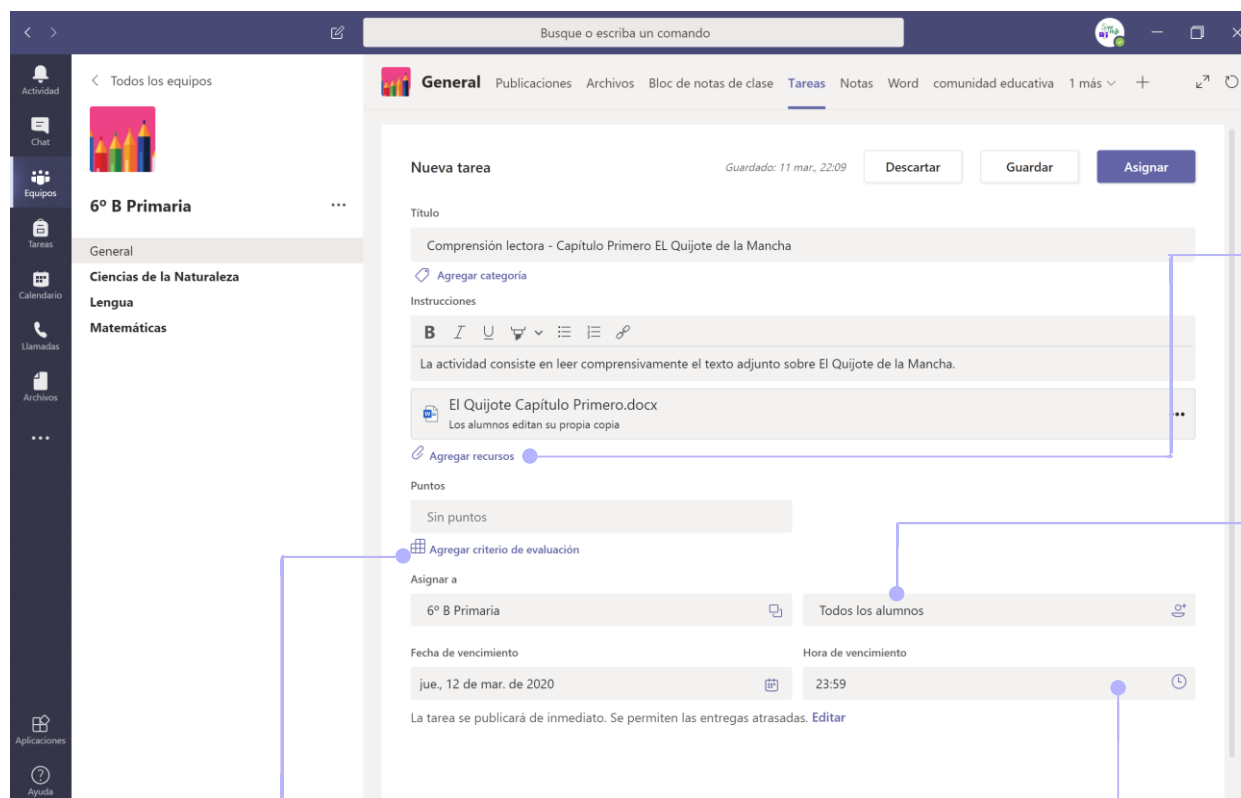 Busque o escriba un comando
Actividad
Chat
Equipos
Tareas
Calendario
Llamadas
Archivos
Aplicaciones
Ayuda
Todos los equipos
6º B Primaria
General
Ciencias de la Naturaleza
Lengua
Matemáticas
General Publicaciones Archivos Bloc de notas de clase Tareas Notas Word comunidad educativa 1 más
Nueva tarea Guardado: 11 mar., 22:09 Descartar Guardar Asignar
Título
Comprensión lectora - Capítulo Primero EL Quijote de la Mancha
Agregar categoría
Instrucciones
B I U
La actividad consiste en leer comprensivamente el texto adjunto sobre El Quijote de la Mancha.
El Quijote Capítulo Primero.docx
Los alumnos editan su propia copia
Agregar recursos
Puntos
Sin puntos
Agregar criterio de evaluación
Asignar a
6º B Primaria Todos los alumnos
Fecha de vencimiento Hora de vencimiento
jue., 12 de mar. de 2020 23:59
La tarea se publicará de inmediato. Se permiten las entregas atrasadas. Editar